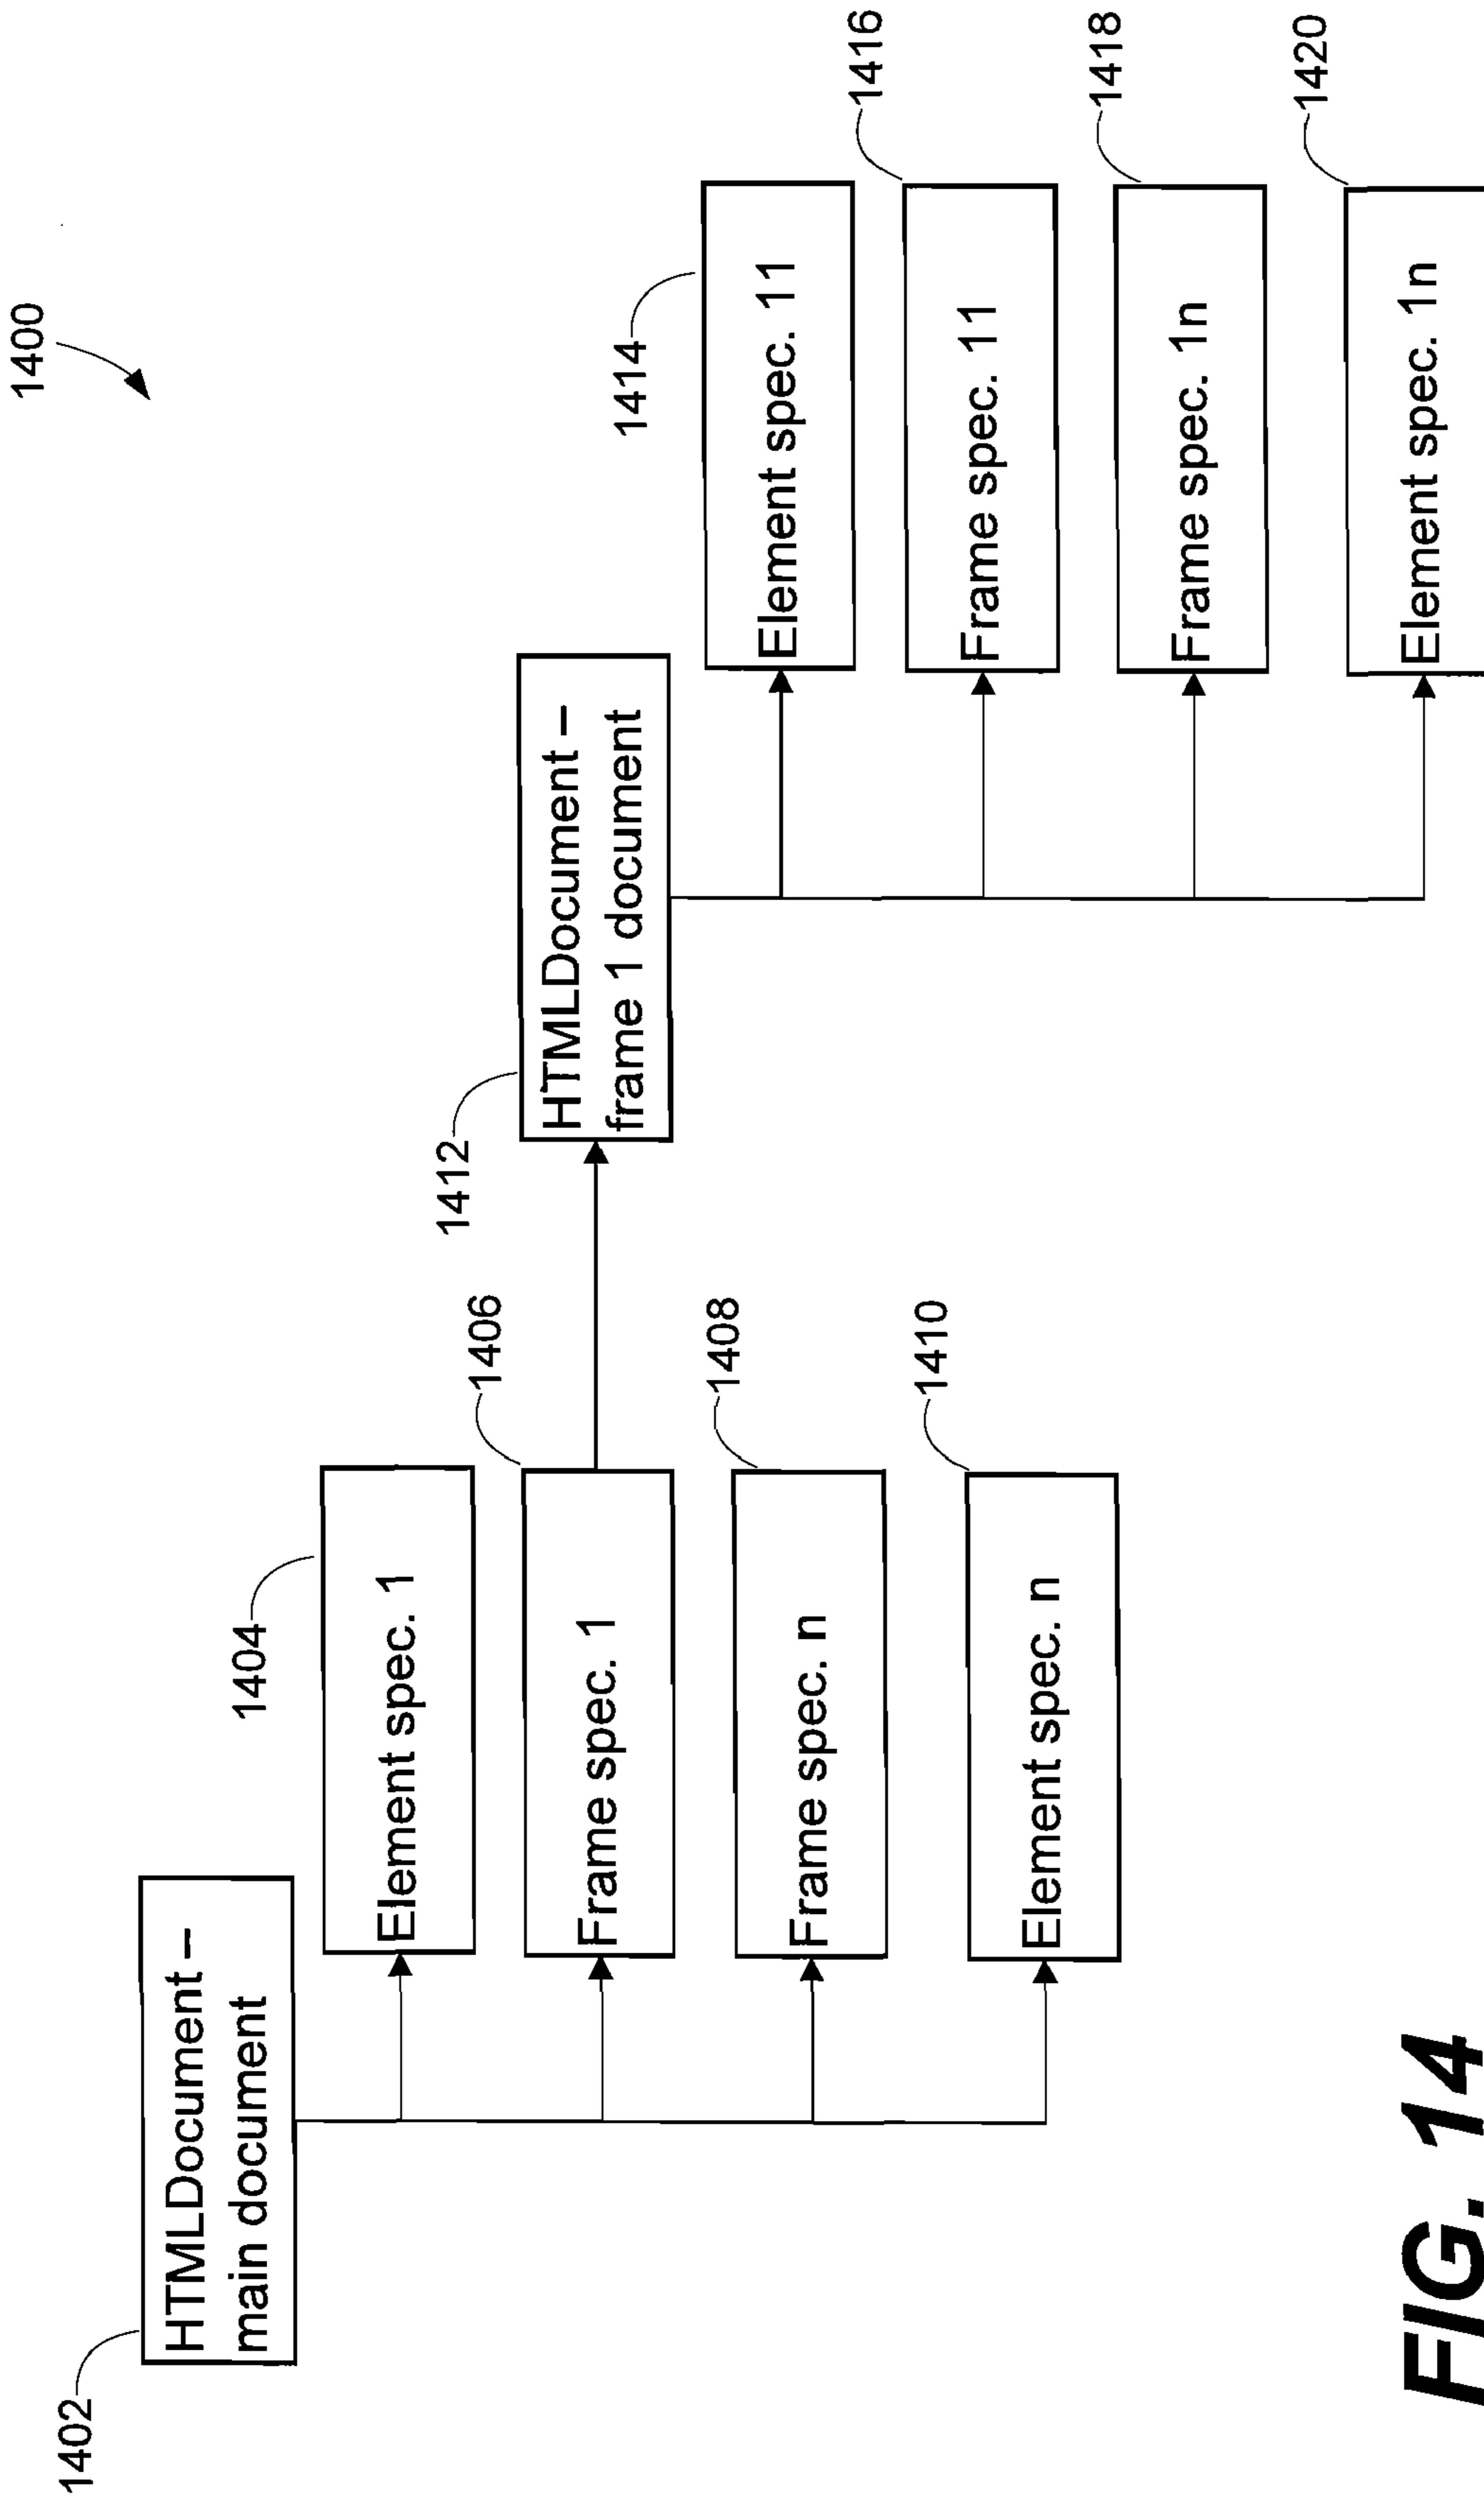 1400
1402
HTMLDocument –
main document
1404
Element spec. 1
1406
Frame spec. 1
1408
Frame spec. n
1410
Element spec. n
1412
HTMLDocument –
frame 1 document
1414
Element spec. 11
1416
Frame spec. 11
1418
Frame spec. 1n
1420
Element spec. 1n
FIG. 14